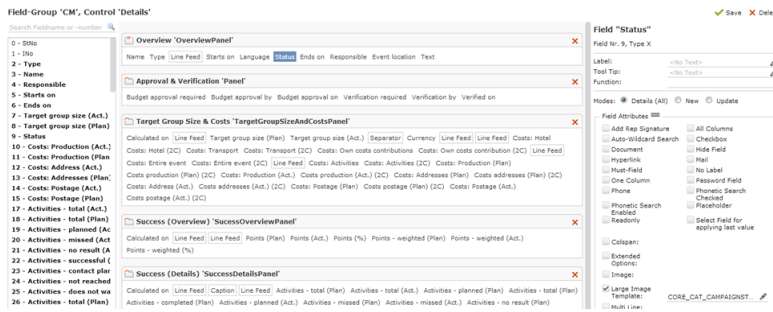 Field-Group 'CM', Control 'Details'
Save
Dele
Search Fieldname or -number
0 - StNo
1 - INo
2 - Type
3 - Name
4 - Responsible
5 - Starts on
6 - Ends on
7 - Target group size (Act.)
8 - Target group size (Plan)
9 - Status
10 - Costs: Production (Act.)
11 - Costs: Production (Plan
12 - Costs: Address (Act.)
13 - Costs: Addresses (Plan)
14 - Costs: Postage (Act.)
15 - Costs: Postage (Plan)
17 - Activities - total (Act.)
18 - Activities - total (Plan)
19 - Activities - planned (Ac
20 - Activities - missed (Act
21 - Activities - no result (A
22 - Activities - successful (
23 - Activities - contact plar
24 - Activities - not reached
25 - Activities - does not wa
26 - Activities - total (Plan)
Overview 'OverviewPanel'
Name Type Line Feed Starts on Language Status Ends on Responsible Event location Text
Approval & Verification 'Panel'
Budget approval required Budget approval by Budget approval on Verification required Verification by Verified on
Target Group Size & Costs 'TargetGroupSizeAndCostsPanel'
Calculated on Line Feed Target group size (Plan) Target group size (Act.) Separator Currency Line Feed Line Feed Costs: Hotel
Costs: Hotel (2C) Costs: Transport Costs: Transport (2C) Costs: Own costs contributions Costs: Own costs contribution (2C) Line Feed
Costs: Entire event Costs: Entire event (2C) Line Feed Costs: Activities Costs: Activities (2C) Costs: Production (Plan)
Costs production (Plan) (2C) Costs: Production (Act.) Costs production (Act.) (2C) Costs: Addresses (Plan) Costs addresses (Plan) (2C)
Costs: Address (Act.) Costs addresses (Act.) (2C) Costs: Postage (Plan) Costs postage (Plan) (2C) Costs: Postage (Act.)
Costs postage (Act.) (2C)
Success (Overview) 'SucessOverviewPanel'
Calculated on Line Feed Line Feed Points (Plan) Points (Act.) Points (%) Points - weighted (Plan) Points - weighted (Act.)
Points - weighted (%)
Success (Details) 'SuccessDetailsPanel'
Calculated on Line Feed Caption Line Feed Activities - total (Plan) Activities - total (Act.) Activities - planned (Plan) Activities - total (Plan)
Activities - completed (Plan) Activities - planned (Act.) Activities - missed (Plan) Activities - missed (Act.) Activities - no result (Plan)
Field "Status"
Field Nr. 9, Type X
Label: <No Text>
Tool Tip: <No Text>
Function:
Modes: Details (All) New Update
Field Attributes
Add Rep Signature All Columns
Auto-Wildcard Search Checkbox
Document Hide Field
Hyperlink Mail
Must-Field No Label
One Column Password Field
Phone Phonetic Search Checked
Phonetic Search Enabled Placeholder
Readonly Select Field for applying last value
Colspan:
Extended Options:
Image:
Large Image Template: CORE_CAT_CAMPAIGNST...
Multi Line: